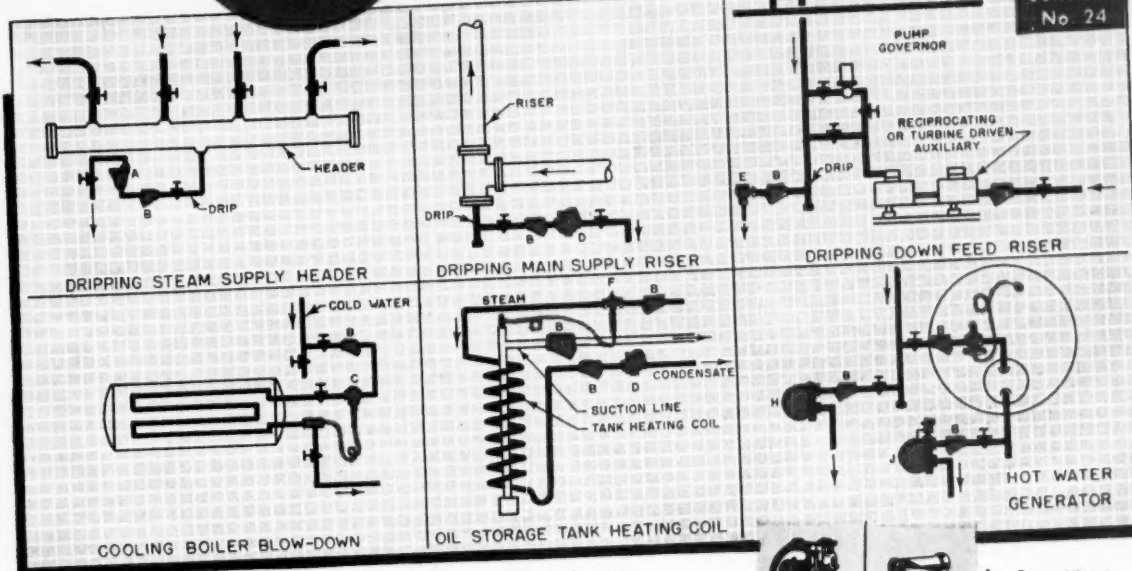 No. 24
HEADER
A
B
DRIP
DRIPPING STEAM SUPPLY HEADER
RISER
DRIP
B
D
DRIPPING MAIN SUPPLY RISER
PUMP
GOVERNOR
RECIPROCATING
OR TURBINE DRIVEN
AUXILIARY
E
B
DRIP
B
DRIPPING DOWN FEED RISER
COLD WATER
B
C
COOLING BOILER BLOW-DOWN
STEAM
F
B
B
B
D
CONDENSATE
SUCTION LINE
TANK HEATING COIL
OIL STORAGE TANK HEATING COIL
B
H
B
J
B
HOT WATER
GENERATOR